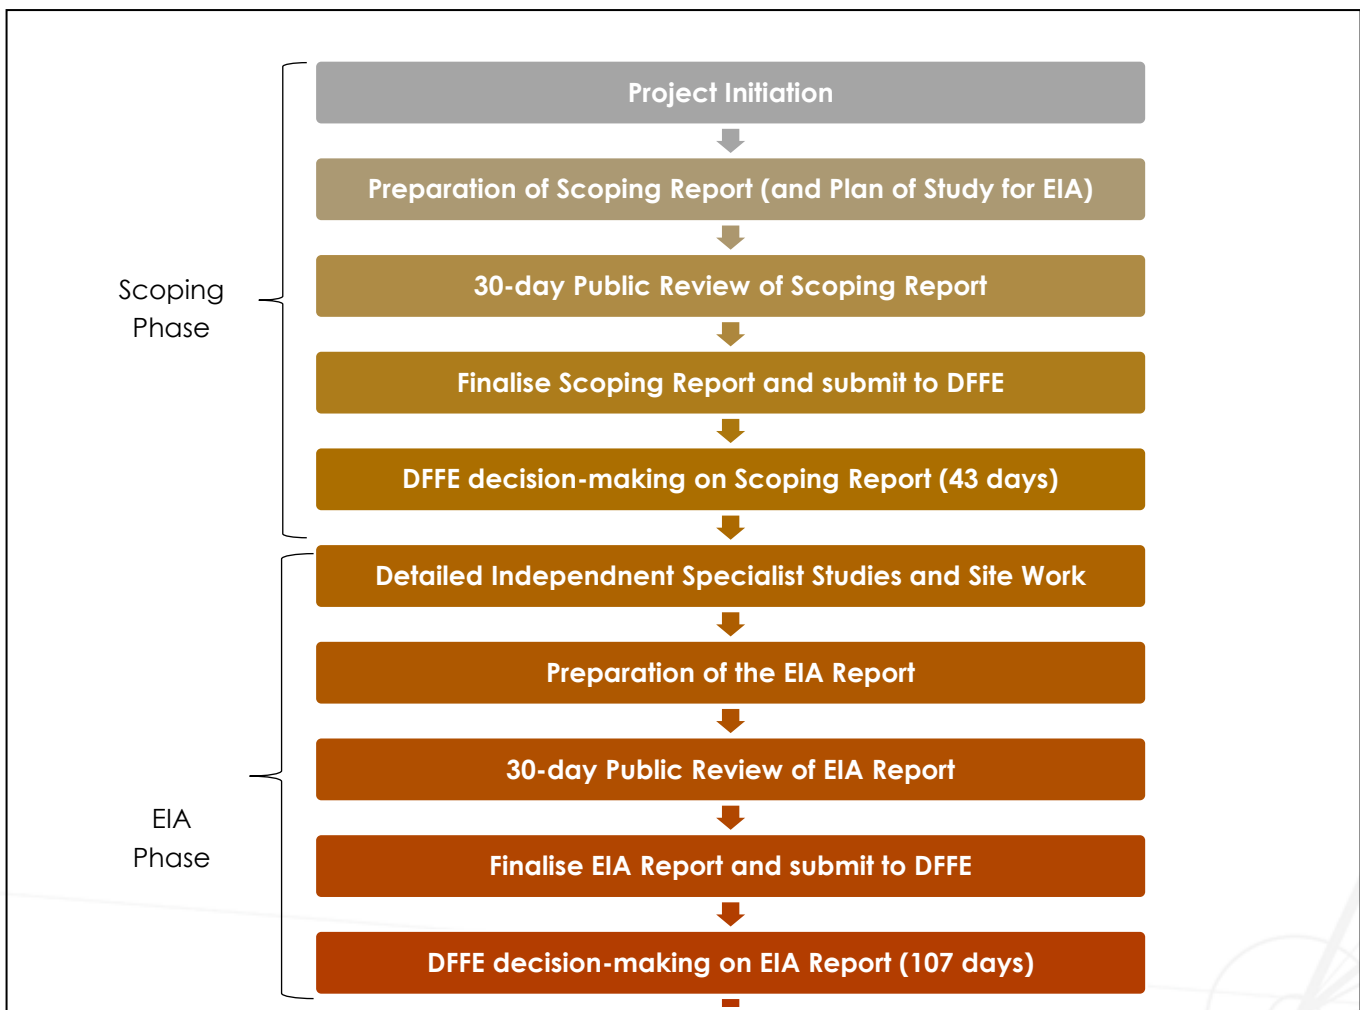 Project Initiation
Preparation of Scoping Report (and Plan of Study for EIA)
30-day Public Review of Scoping Report
Scoping
Phase
Finalise Scoping Report and submit to DFFE
DFFE decision-making on Scoping Report (43 days)
Detailed Indepennent Specialist Studies and Site Work
Preparation of the EIA Report
30-day Public Review of EIA Report
EIA
Phase
Finalise EIA Report and submit to DFFE
DFFE decision-making on EIA Report (107 days)